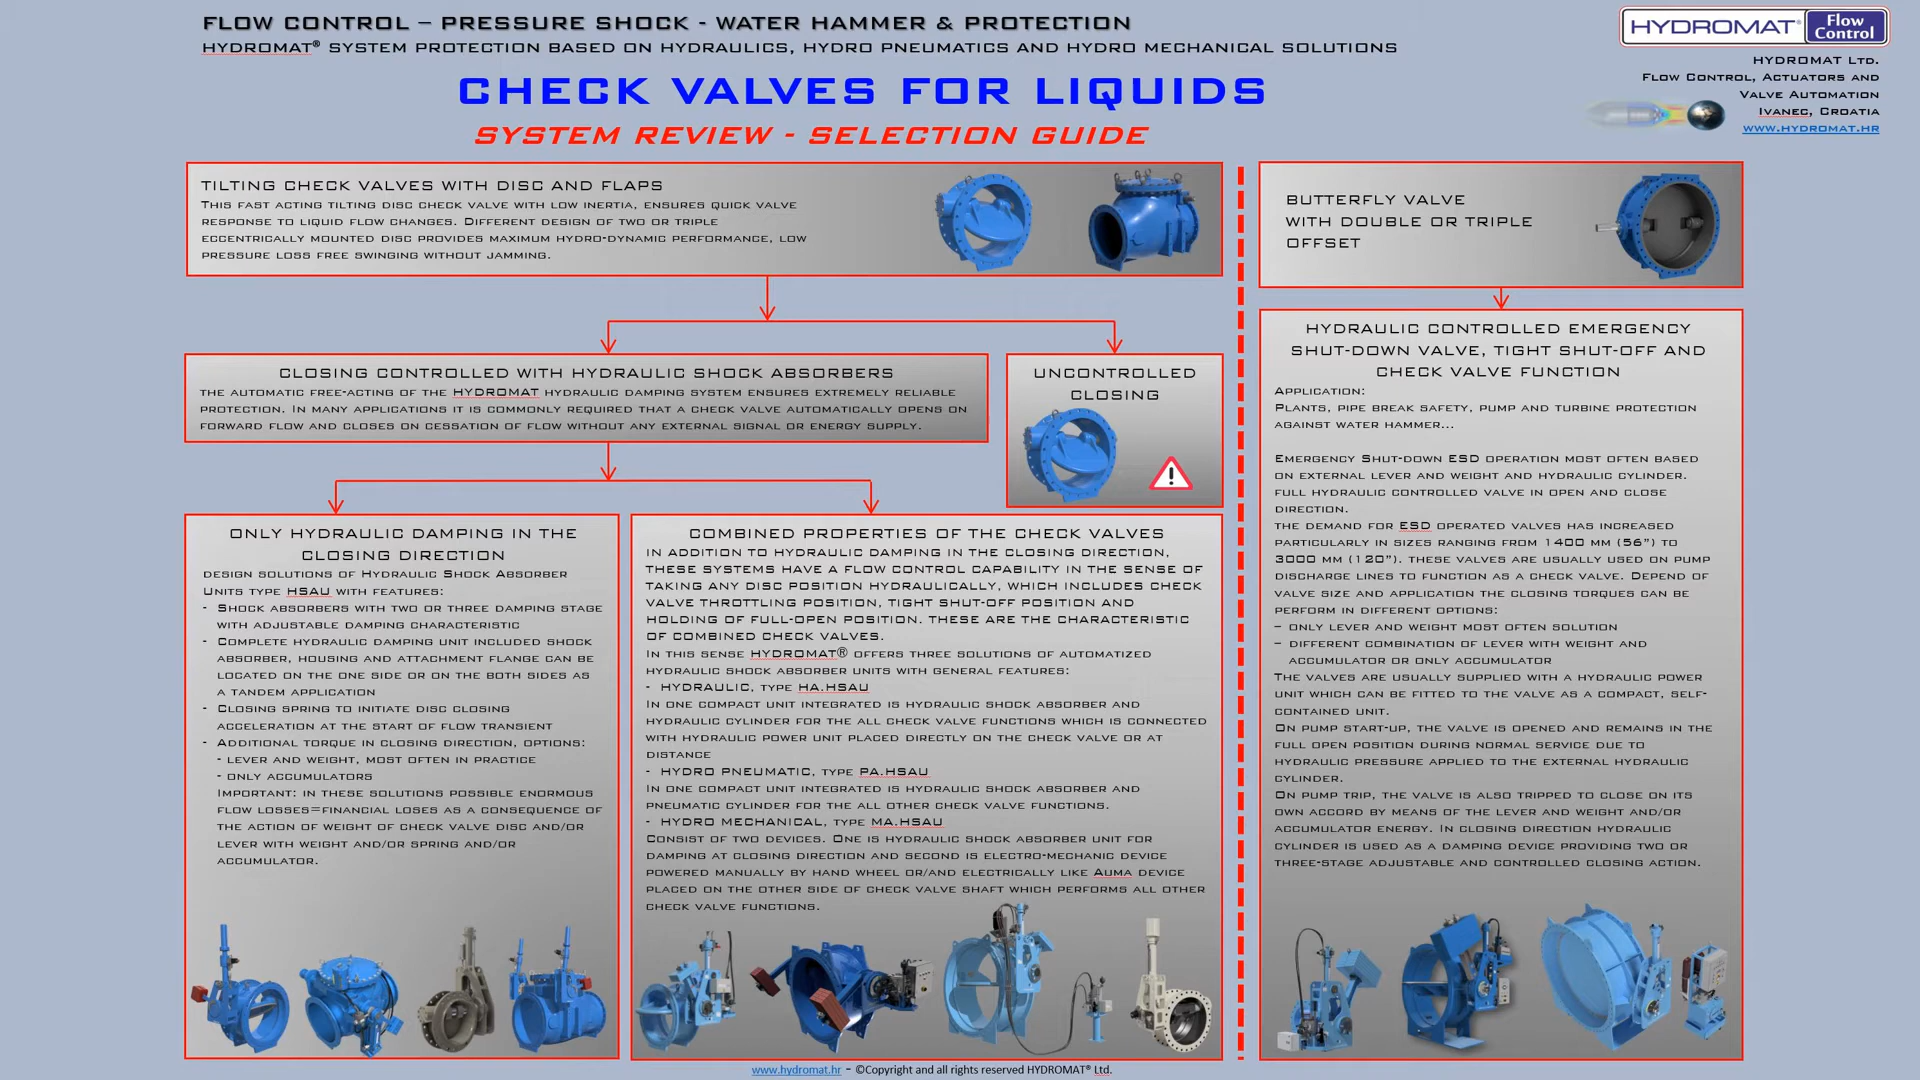 FLOW CONTROL – PRESSURE SHOCK - WATER HAMMER & PROTECTION
HYDROMAT® SYSTEM PROTECTION BASED ON HYDRAULICS, HYDRO PNEUMATICS AND HYDRO MECHANICAL SOLUTIONS
CHECK VALVES FOR LIQUIDS
SYSTEM REVIEW - SELECTION GUIDE
HYDROMAT® Flow Control
HYDROMAT Ltd.
Flow Control, Actuators and
Valve Automation
Ivanec, Croatia
www.hydromat.hr
TILTING CHECK VALVES WITH DISC AND FLAPS
This fast acting tilting disc check valve with low inertia, ensures quick valve
response to liquid flow changes. Different design of two or triple
eccentrically mounted disc provides maximum hydro-dynamic performance, low
pressure loss free swinging without jamming.
BUTTERFLY VALVE
WITH DOUBLE OR TRIPLE
OFFSET
CLOSING CONTROLLED WITH HYDRAULIC SHOCK ABSORBERS
the automatic free-acting of the HYDROMAT hydraulic damping system ensures extremely reliable
protection. In many applications it is commonly required that a check valve automatically opens on
forward flow and closes on cessation of flow without any external signal or energy supply.
UNCONTROLLED
CLOSING
ONLY HYDRAULIC DAMPING IN THE
CLOSING DIRECTION
design solutions of Hydraulic Shock Absorber
Units type HSAU with features:
- Shock absorbers with two or three damping stage
with adjustable damping characteristic
- Complete hydraulic damping unit included shock
absorber, housing and attachment flange can be
located on the one side or on the both sides as
a tandem application
- Closing spring to initiate disc closing
acceleration at the start of flow transient
- Additional torque in closing direction, options:
- lever and weight, most often in practice
- only accumulators
Important: in these solutions possible enormous
flow losses=financial loses as a consequence of
the action of weight of check valve disc and/or
lever with weight and/or spring and/or
accumulator.
COMBINED PROPERTIES OF THE CHECK VALVES
in addition to hydraulic damping in the closing direction,
these systems have a flow control capability in the sense of
taking any disc position hydraulically, which includes check
valve throttling position, tight shut-off position and
holding of full-open position. These are the characteristic
of combined check valves.
In this sense HYDROMAT® offers three solutions of automatized
hydraulic shock absorber units with general features:
- HYDRAULIC, type HA.HSAU
In one compact unit integrated is hydraulic shock absorber and
hydraulic cylinder for the all check valve functions which is connected
with hydraulic power unit placed directly on the check valve or at
distance
- HYDRO PNEUMATIC, type PA.HSAU
In one compact unit integrated is hydraulic shock absorber and
pneumatic cylinder for the all other check valve functions.
- HYDRO MECHANICAL, type MA.HSAU
Consist of two devices. One is hydraulic shock absorber unit for
damping at closing direction and second is electro-mechanic device
powered manually by hand wheel or/and electrically like Auma device
placed on the other side of check valve shaft which performs all other
check valve functions.
HYDRAULIC CONTROLLED EMERGENCY
SHUT-DOWN VALVE, TIGHT SHUT-OFF AND
CHECK VALVE FUNCTION
Application:
Plants, pipe break safety, pump and turbine protection
against water hammer...
Emergency Shut-down ESD operation most often based
on external lever and weight and hydraulic cylinder.
full hydraulic controlled valve in open and close
direction.
the demand for ESD operated valves has increased
particularly in sizes ranging from 1400 mm (56") to
3000 mm (120"). these valves are usually used on pump
discharge lines to function as a check valve. Depend of
valve size and application the closing torques can be
perform in different options:
– only lever and weight most often solution
– different combination of lever with weight and
accumulator or only accumulator
The valves are usually supplied with a hydraulic power
unit which can be fitted to the valve as a compact, self-
contained unit.
On pump start-up, the valve is opened and remains in the
full open position during normal service due to
hydraulic pressure applied to the external hydraulic
cylinder.
On pump trip, the valve is also tripped to close on its
own accord by means of the lever and weight and/or
accumulator energy. In closing direction hydraulic
cylinder is used as a damping device providing two or
three-stage adjustable and controlled closing action.
www.hydromat.hr - ©Copyright and all rights reserved HYDROMAT® Ltd.